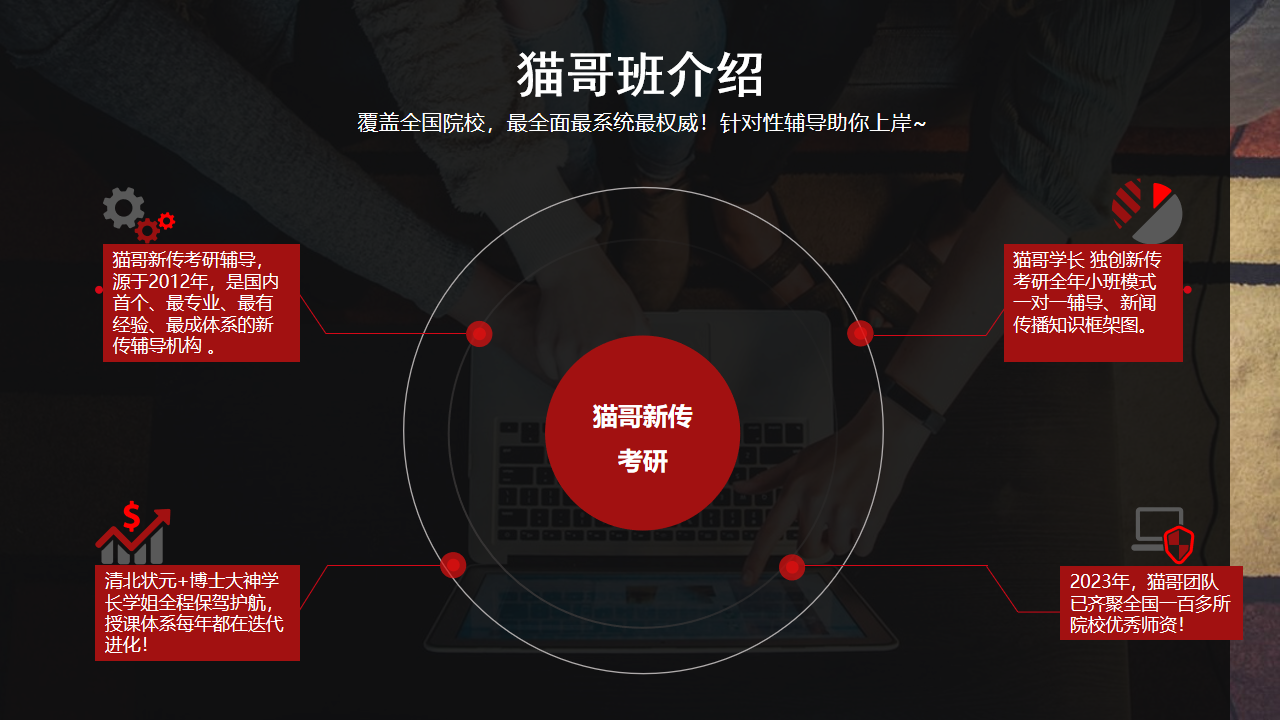 猫哥班介绍
覆盖全国院校，最全面最系统最权威！针对性辅导助你上岸~
猫哥新传考研辅导，
源于2012年，是国内
首个、最专业、最有
经验、最成体系的新
传辅导机构 。
猫哥学长 独创新传
考研全年小班模式
一对一辅导、新闻
传播知识框架图。
猫哥新传
考研
清北状元+博士大神学
长学姐全程保驾护航，
授课体系每年都在迭代
进化！
2023年，猫哥团队
已齐聚全国一百多所
院校优秀师资！